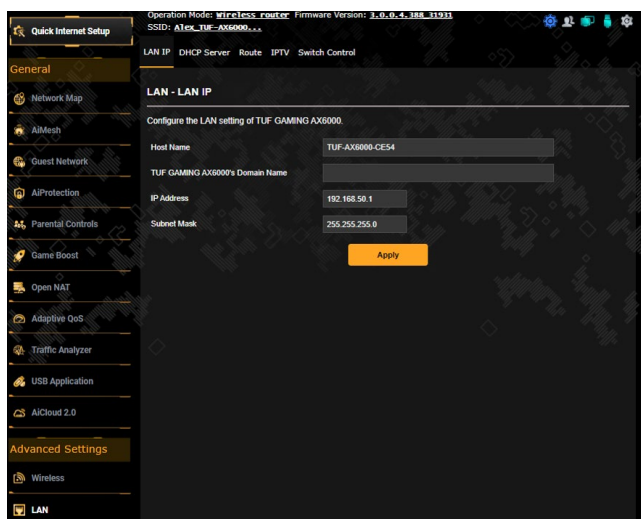 Operation Mode: Wireless router Firmware Version: 3.0.0.4.388_31931
SSID: Alex_TUF-AX6000...
Quick Internet Setup
LAN IP DHCP Server Route IPTV Switch Control
General
Network Map
AiMesh
Guest Network
AiProtection
Parental Controls
Game Boost
Open NAT
Adaptive QoS
Traffic Analyzer
USB Application
AiCloud 2.0
Advanced Settings
Wireless
LAN
LAN - LAN IP
Configure the LAN setting of TUF GAMING AX6000.
Host Name TUF-AX6000-CE54
TUF GAMING AX6000's Domain Name
IP Address 192.168.50.1
Subnet Mask 255.255.255.0
Apply